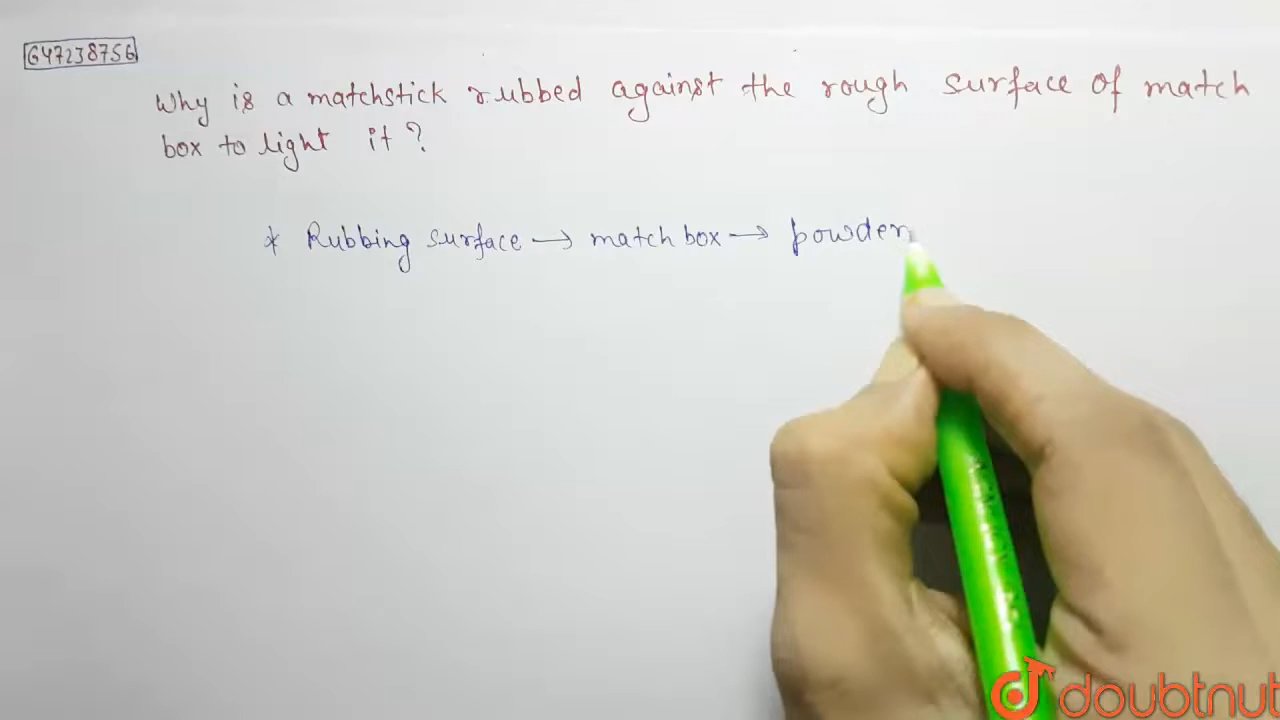 647238756
Why is a matchstick rubbed against the rough surface of match
box to light it?
* Rubbing surface → match box → powder
doubtnut